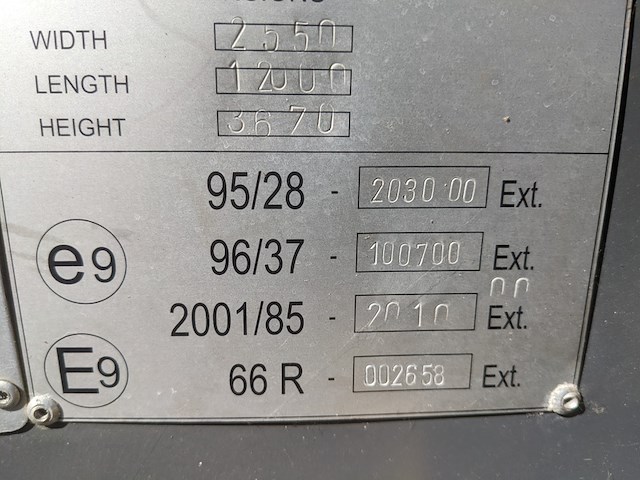 WIDTH 2550
LENGTH 12000
HEIGHT 3670
95/28 - 2030 00 Ext.
e9 96/37 - 100700 Ext.
2001/85 - 2010 00 Ext.
E9 66 R - 002658 Ext.